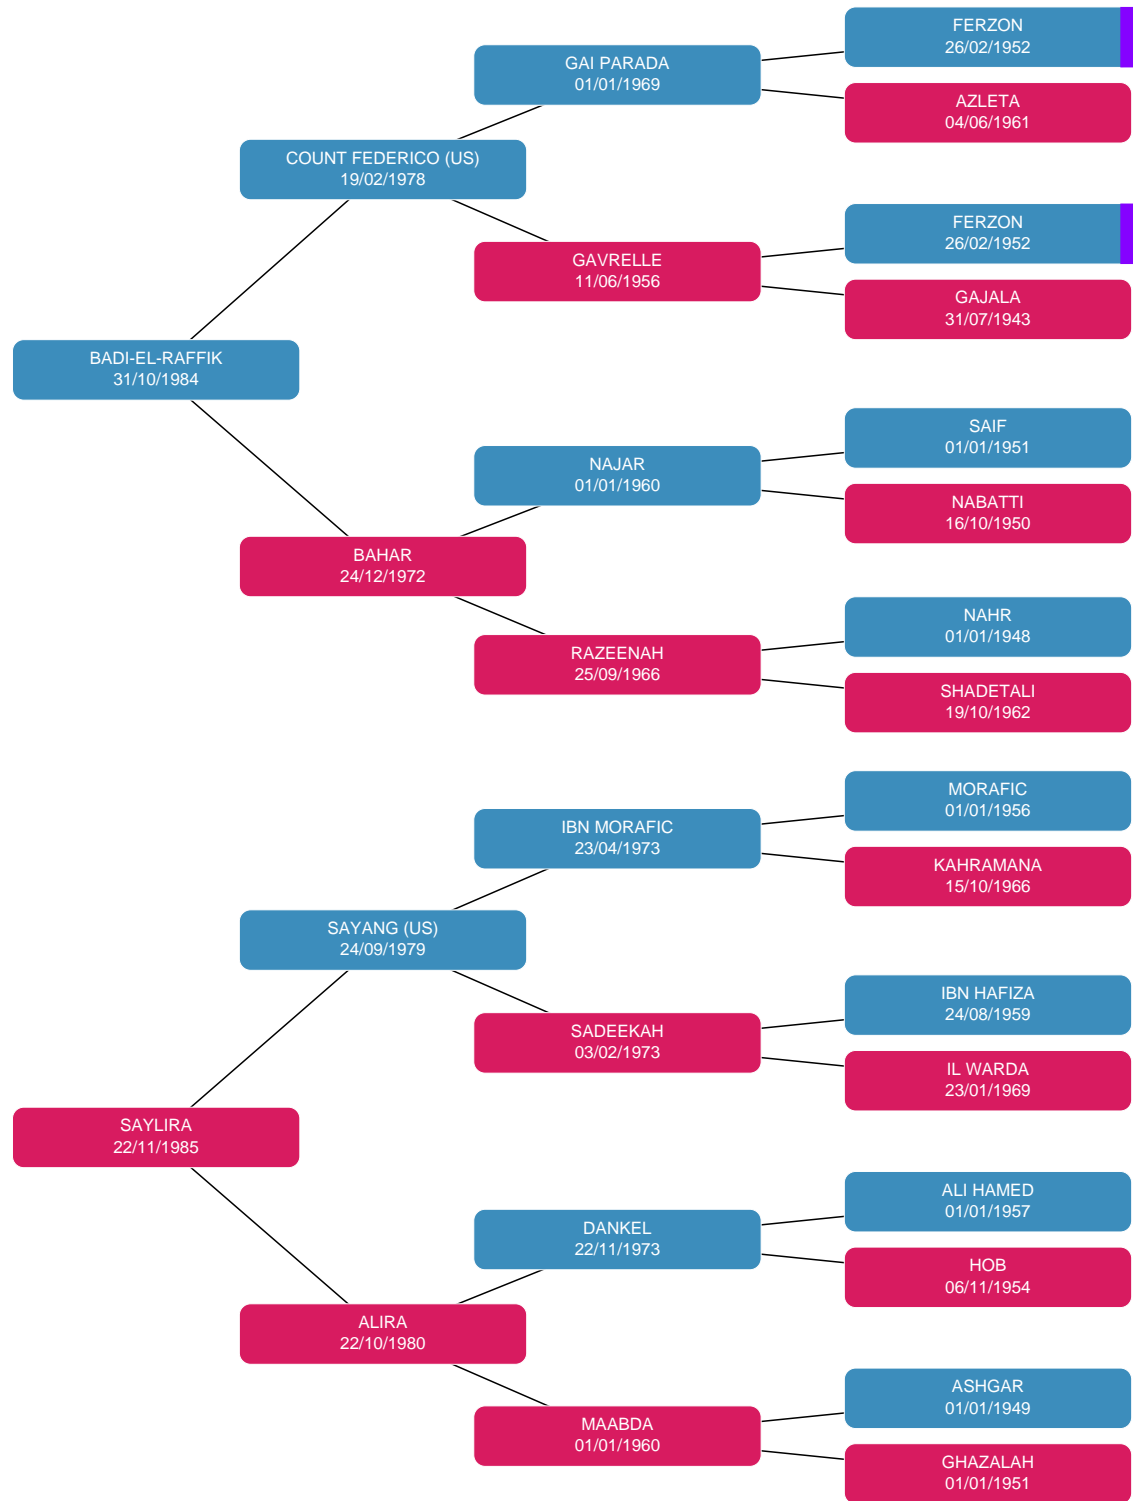 FERZON
26/02/1952
GAI PARADA
01/01/1969
AZLETA
04/06/1961
COUNT FEDERICO (US)
19/02/1978
FERZON
26/02/1952
GAVRELLE
11/06/1956
GAJALA
31/07/1943
BADI-EL-RAFFIK
31/10/1984
SAIF
01/01/1951
NAJAR
01/01/1960
NABATTI
16/10/1950
BAHAR
24/12/1972
NAHR
01/01/1948
RAZEENAH
25/09/1966
SHADETALI
19/10/1962
MORAFIC
01/01/1956
IBN MORAFIC
23/04/1973
KAHRAMANA
15/10/1966
SAYANG (US)
24/09/1979
IBN HAFIZA
24/08/1959
SADEEKAH
03/02/1973
IL WARDA
23/01/1969
SAYLIRA
22/11/1985
ALI HAMED
01/01/1957
DANKEL
22/11/1973
HOB
06/11/1954
ALIRA
22/10/1980
ASHGAR
01/01/1949
MAABDA
01/01/1960
GHAZALAH
01/01/1951